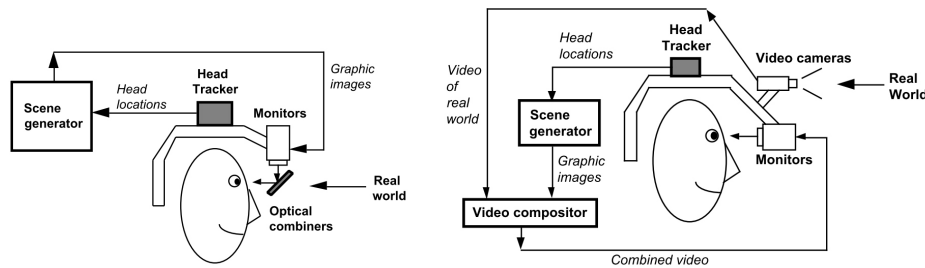 Graphic
images
Head
Tracker
Head
locations
Scene
generator
Monitors
Real
world
Optical
combiners
Head
locations
Head
Tracker
Video cameras
Video
of
real
world
Real
World
Scene
generator
Monitors
Graphic
images
Video compositor
Combined video